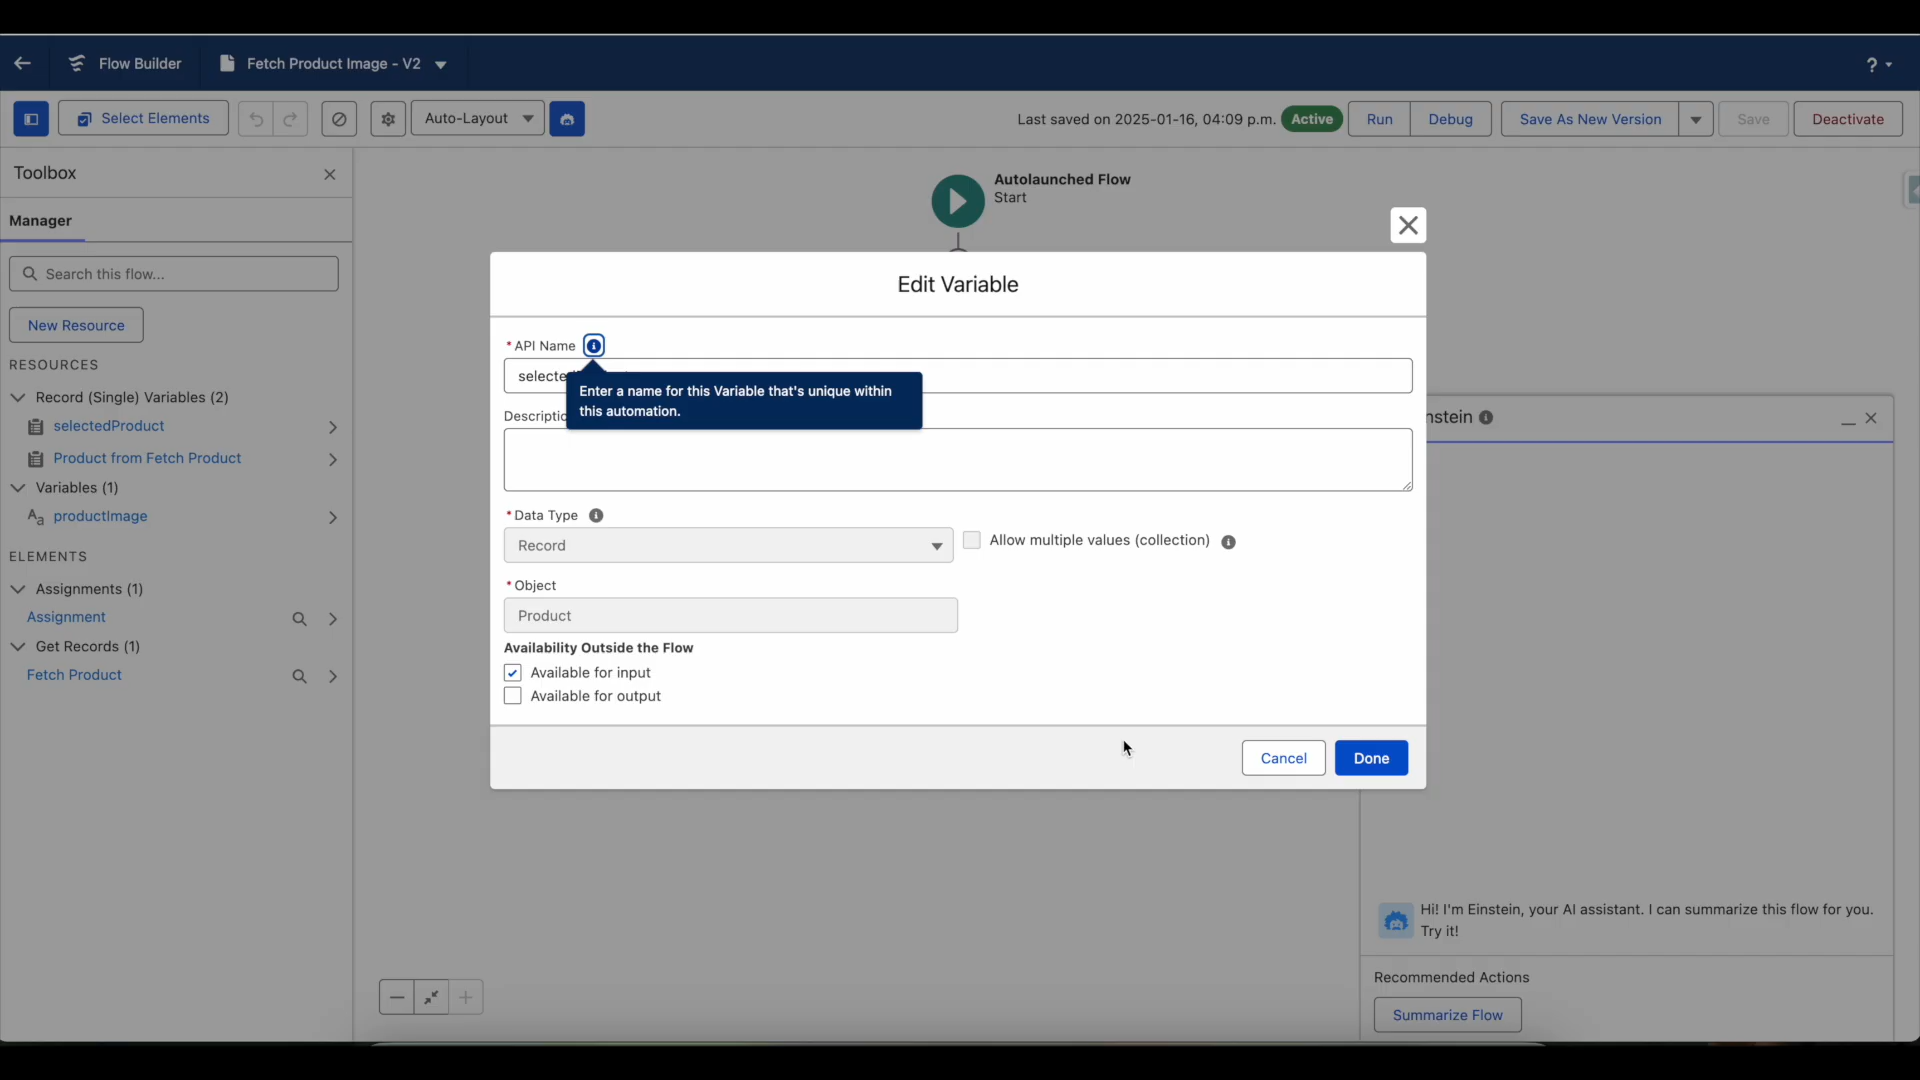 Flow Builder
Fetch Product Image - V2
?
Select Elements
Auto-Layout
Last saved on 2025-01-16, 04:09 p.m.
Active
Run
Debug
Save As New Version
Save
Deactivate
Toolbox
Manager
Search this flow...
New Resource
RESOURCES
Record (Single) Variables (2)
selectedProduct
Product from Fetch Product
Variables (1)
Aa productImage
ELEMENTS
Assignments (1)
Assignment
Get Records (1)
Fetch Product
Autolaunched Flow
Start
Edit Variable
* API Name
Enter a name for this Variable that's unique within
this automation.
* Data Type
Record
Allow multiple values (collection)
* Object
Product
Availability Outside the Flow
Available for input
Available for output
Cancel
Done
Hi! I'm Einstein, your AI assistant. I can summarize this flow for you.
Try it!
Recommended Actions
Summarize Flow